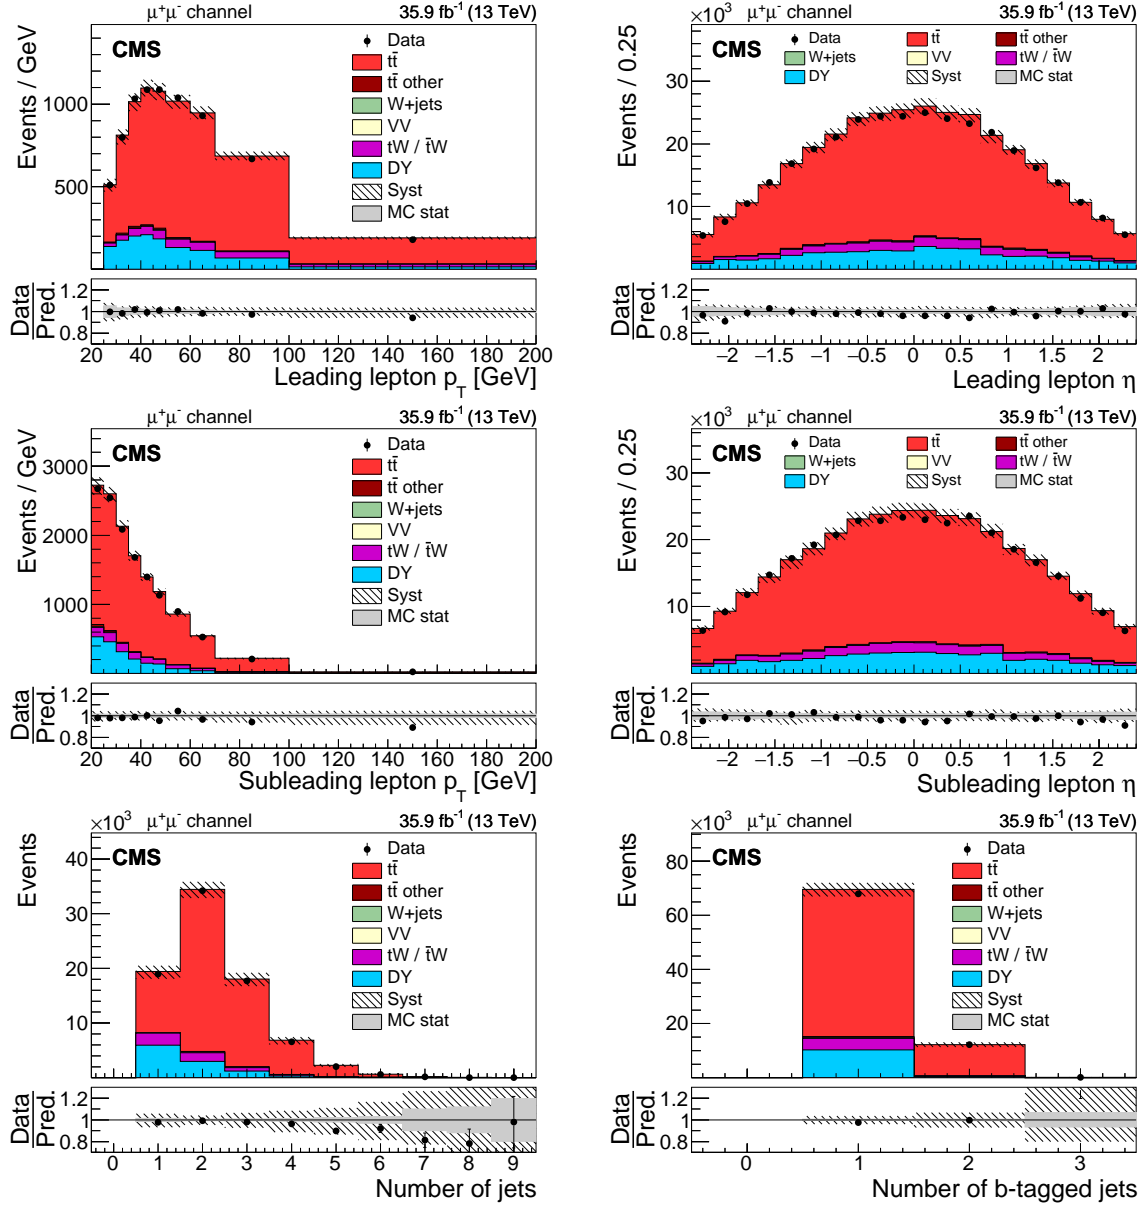 μ⁺μ⁻ channel 35.9 fb⁻¹ (13 TeV)
CMS
Events / GeV
1000
500
Data
tt̄
tt̄ other
W+jets
VV
tW / t̄W
DY
Syst
MC stat
Data
Pred.
1.2
1
0.8
20 40 60 80 100 120 140 160 180 200
Leading lepton p_T [GeV]
×10³ μ⁺μ⁻ channel 35.9 fb⁻¹ (13 TeV)
CMS
Events / 0.25
30
20
10
0
Data tt̄ tt̄ other
W+jets VV tW / t̄W
DY Syst MC stat
Data
Pred.
1.2
1
0.8
−2 −1.5 −1 −0.5 0 0.5 1 1.5 2
Leading lepton η
μ⁺μ⁻ channel 35.9 fb⁻¹ (13 TeV)
CMS
Events / GeV
3000
2000
1000
Data
tt̄
tt̄ other
W+jets
VV
tW / t̄W
DY
Syst
MC stat
Data
Pred.
1.2
1
0.8
20 40 60 80 100 120 140 160 180 200
Subleading lepton p_T [GeV]
×10³ μ⁺μ⁻ channel 35.9 fb⁻¹ (13 TeV)
CMS
Events / 0.25
30
20
10
0
Data tt̄ tt̄ other
W+jets VV tW / t̄W
DY Syst MC stat
Data
Pred.
1.2
1
0.8
−2 −1.5 −1 −0.5 0 0.5 1 1.5 2
Subleading lepton η
×10³ μ⁺μ⁻ channel 35.9 fb⁻¹ (13 TeV)
CMS
Events
40
30
20
10
Data
tt̄
tt̄ other
W+jets
VV
tW / t̄W
DY
Syst
MC stat
Data
Pred.
1.2
1
0.8
0 1 2 3 4 5 6 7 8 9
Number of jets
×10³ μ⁺μ⁻ channel 35.9 fb⁻¹ (13 TeV)
CMS
Events
80
60
40
20
0
Data
tt̄
tt̄ other
W+jets
VV
tW / t̄W
DY
Syst
MC stat
Data
Pred.
1.2
1
0.8
0 1 2 3
Number of b-tagged jets